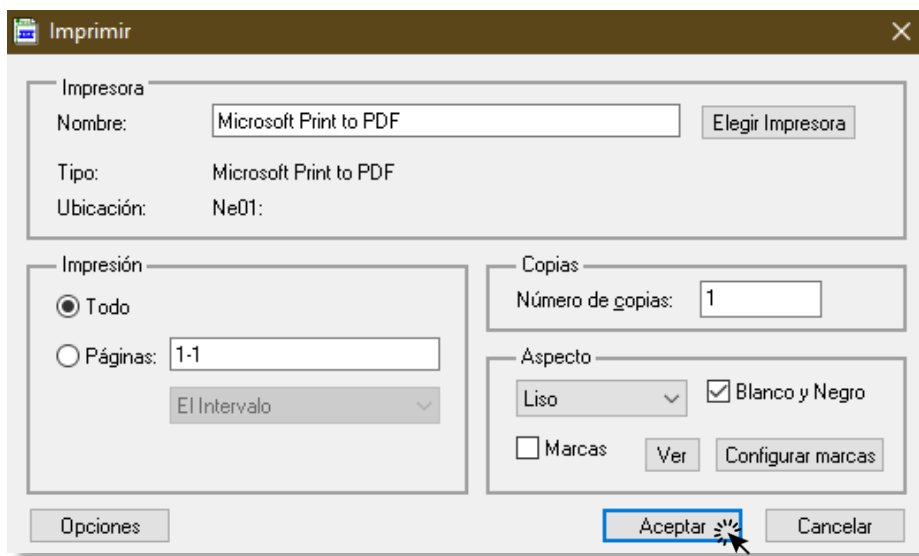 Imprimir
Impresora
Nombre: Microsoft Print to PDF Elegir Impresora
Tipo: Microsoft Print to PDF
Ubicación: Ne01:
Impresión
Todo
Páginas: 1-1
El Intervalo
Copias
Número de copias: 1
Aspecto
Liso Blanco y Negro
Marcas Ver Configurar marcas
Opciones Aceptar Cancelar